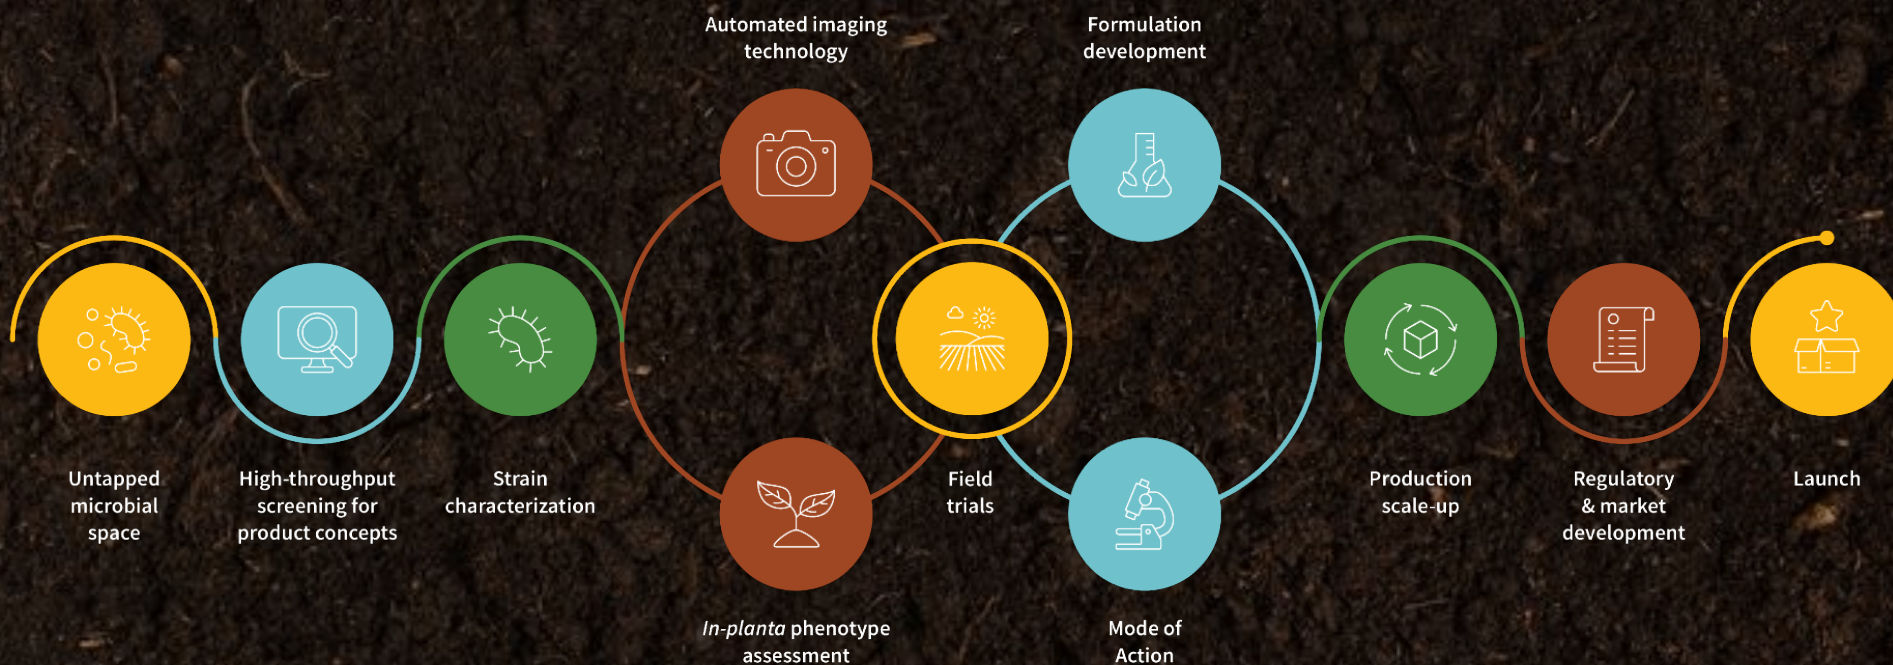 Automated imaging
technology
Formulation
development
Untapped
microbial
space
High-throughput
screening for
product concepts
Strain
characterization
Field
trials
Production
scale-up
Regulatory
& market
development
Launch
In-planta phenotype
assessment
Mode of
Action